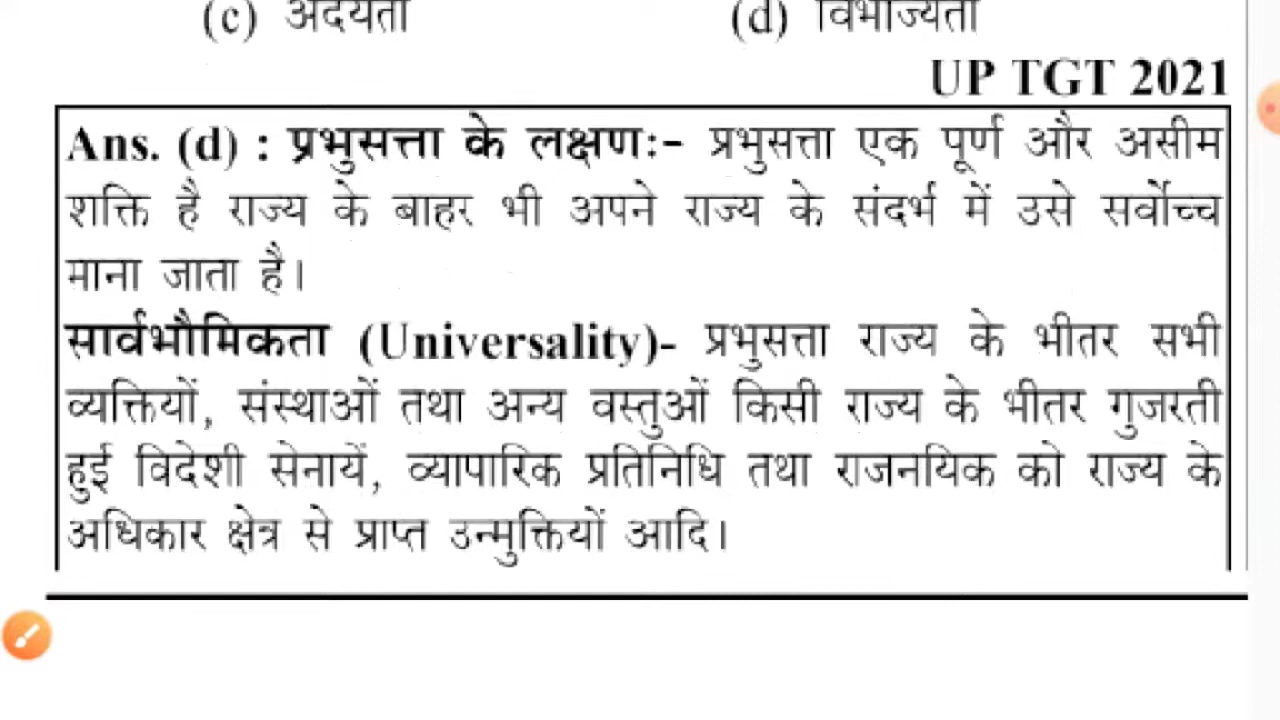 (c) अदेयता (d) विभाज्यता
UP TGT 2021
Ans. (d) : प्रभुसत्ता के लक्षणः- प्रभुसत्ता एक पूर्ण और असीम
शक्ति है राज्य के बाहर भी अपने राज्य के संदर्भ में उसे सर्वोच्च
माना जाता है।
सार्वभौमिकता (Universality)- प्रभुसत्ता राज्य के भीतर सभी
व्यक्तियों, संस्थाओं तथा अन्य वस्तुओं किसी राज्य के भीतर गुजरती
हुई विदेशी सेनायें, व्यापारिक प्रतिनिधि तथा राजनयिक को राज्य के
अधिकार क्षेत्र से प्राप्त उन्मुक्तियों आदि।